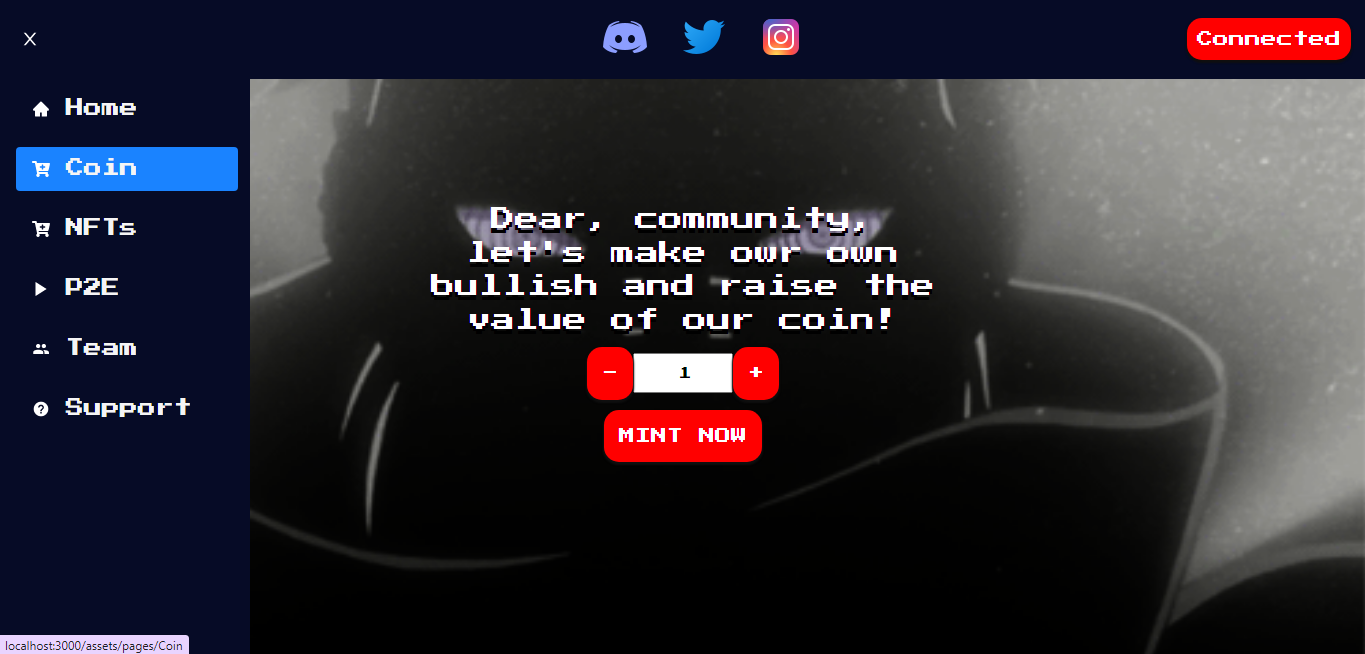 X
Connected
Home
Coin
NFTs
P2E
Team
Support
Dear, community,
let's make owr own
bullish and raise the
value of our coin!
- 1 +
MINT NOW
localhost:3000/assets/pages/Coin